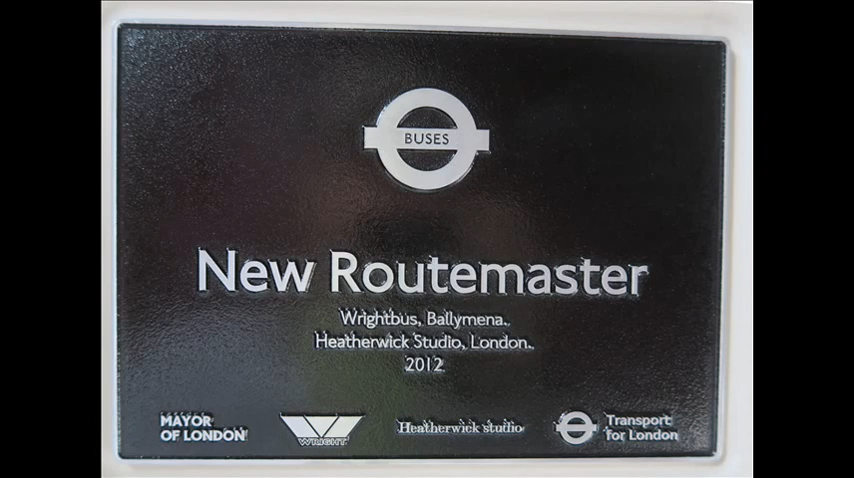 BUSES
New Routemaster
Wrightbus, Ballymena.
Heatherwick Studio, London.
2012
MAYOR
OF LONDON
WRIGHT
Heatherwick studio
Transport
for London